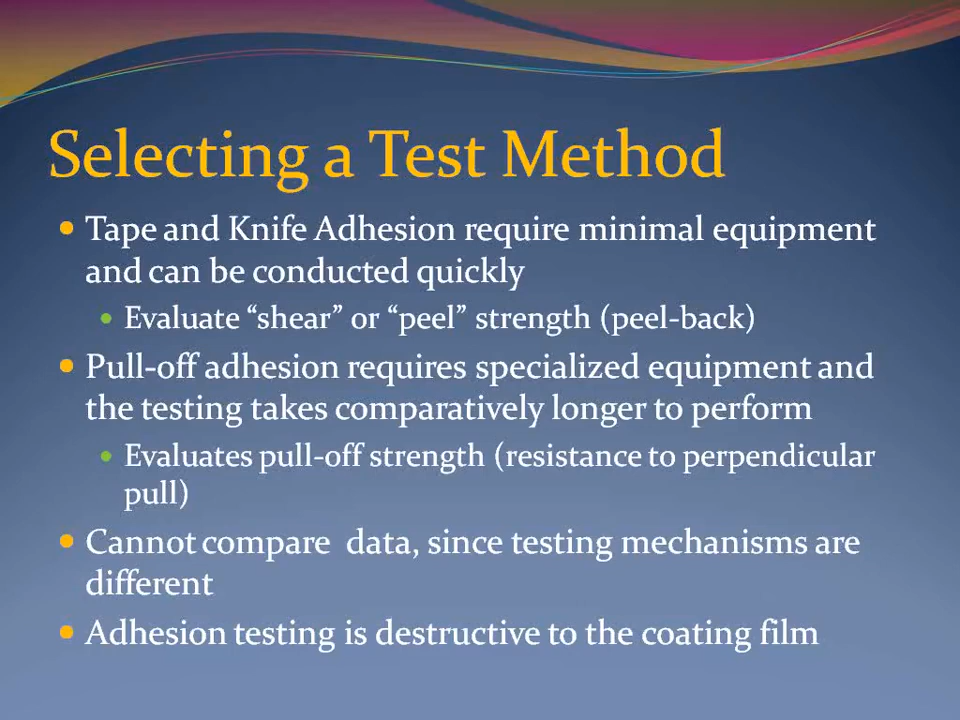 Selecting a Test Method
• Tape and Knife Adhesion require minimal equipment
and can be conducted quickly
• Evaluate “shear” or “peel” strength (peel-back)
• Pull-off adhesion requires specialized equipment and
the testing takes comparatively longer to perform
• Evaluates pull-off strength (resistance to perpendicular
pull)
• Cannot compare data, since testing mechanisms are
different
• Adhesion testing is destructive to the coating film